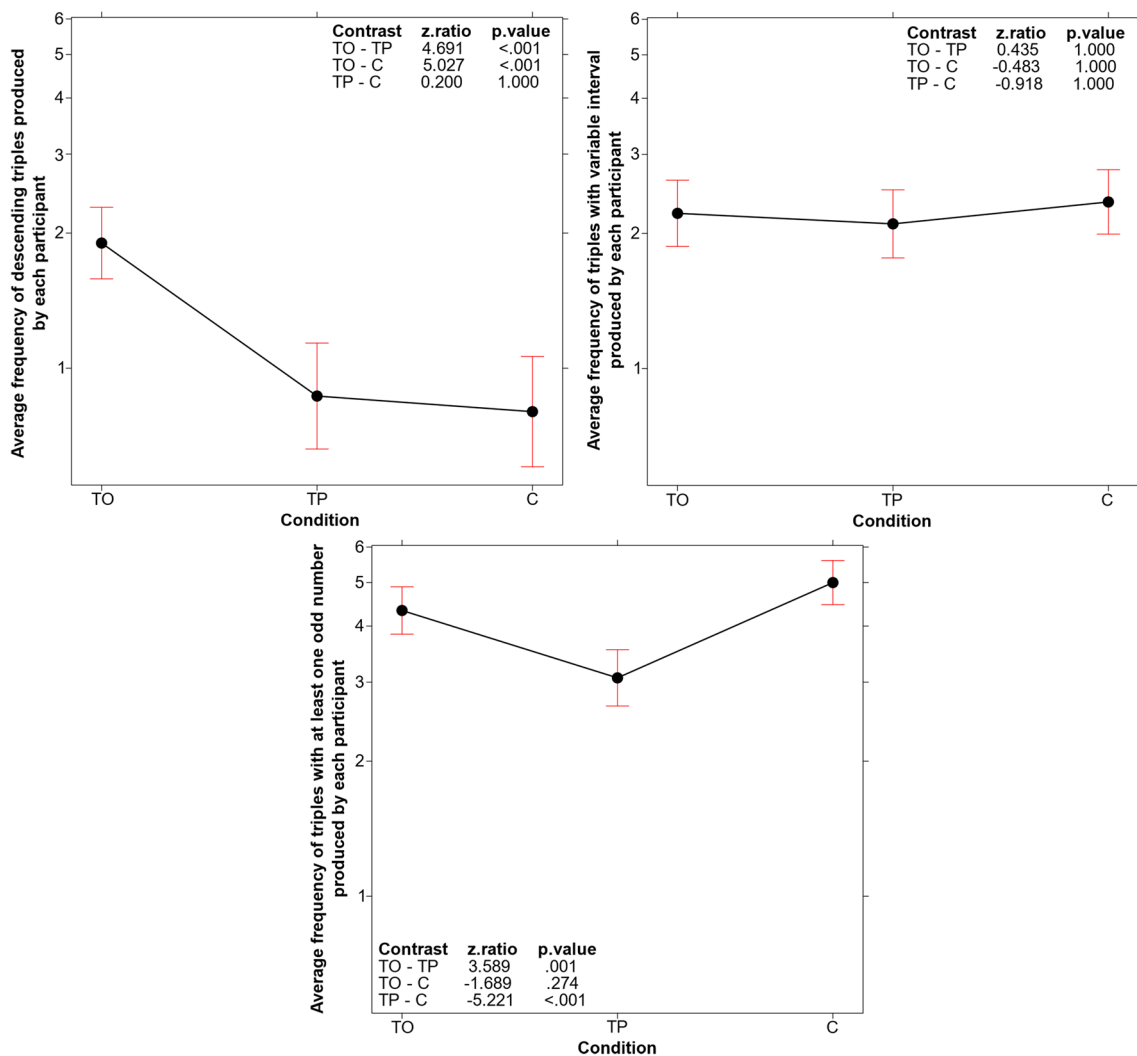 Average frequency of descending triples produced
by each participant
6
5
4
3
2
1
Contrast z.ratio p.value
TO - TP 4.691 <.001
TO - C 5.027 <.001
TP - C 0.200 1.000
TO TP C
Condition
Average frequency of triples with variable interval
produced by each participant
6
5
4
3
2
1
Contrast z.ratio p.value
TO - TP 0.435 1.000
TO - C -0.483 1.000
TP - C -0.918 1.000
TO TP C
Condition
Average frequency of triples with at least one odd number
produced by each participant
6
5
4
3
2
1
Contrast z.ratio p.value
TO - TP 3.589 .001
TO - C -1.689 .274
TP - C -5.221 <.001
TO TP C
Condition